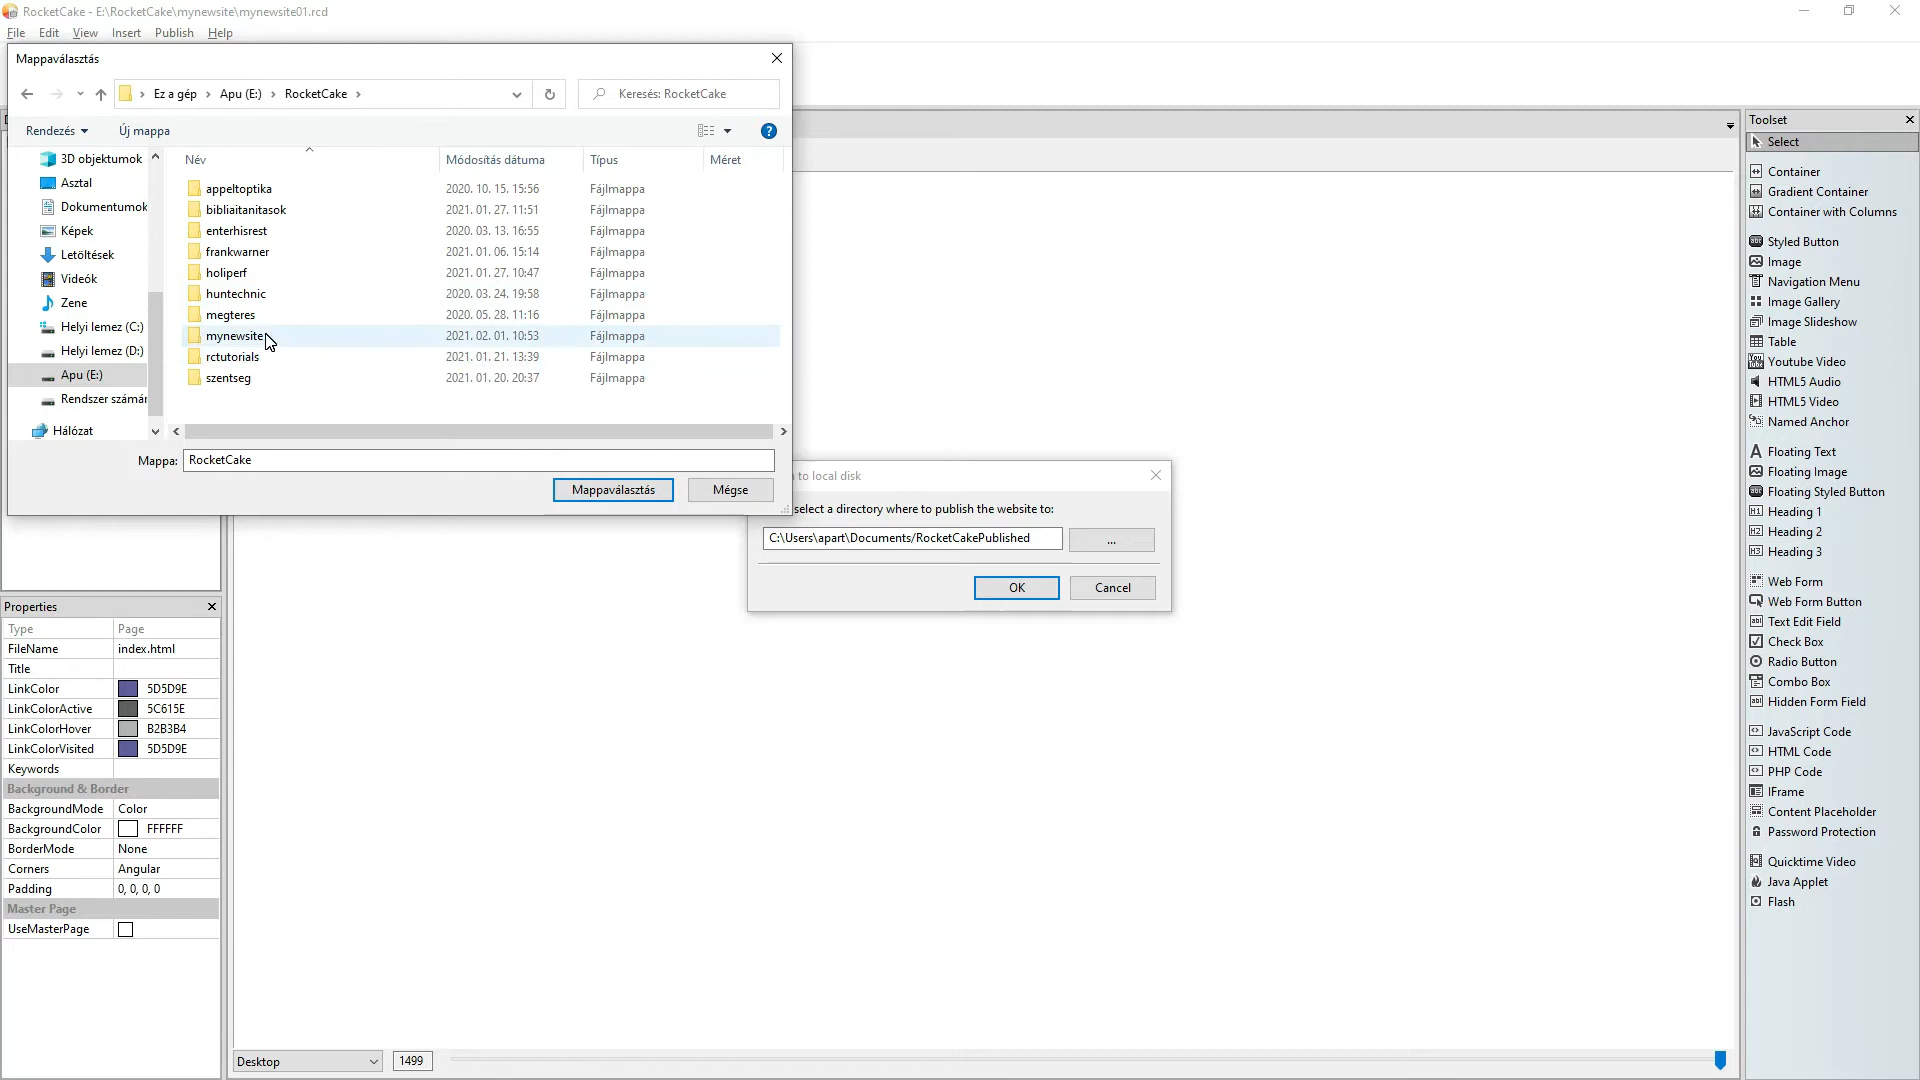 RocketCake - E:\RocketCake\mynewsite\mynewsite01.rcd
File Edit View Insert Publish Help
Mappaválasztás
Ez a gép > Apu (E:) > RocketCake >
Keresés: RocketCake
Rendezés Új mappa
Név Módosítás dátuma Típus Méret
3D objektumok
Asztal
Dokumentumok
Képek
Letöltések
Videók
Zene
Helyi lemez (C:)
Helyi lemez (D:)
Apu (E:)
Rendszer számár
Hálózat
appeltoptika 2020. 10. 15. 15:56 Fájlmappa
bibliaitanitasok 2021. 01. 27. 11:51 Fájlmappa
enterhisrest 2020. 03. 13. 16:55 Fájlmappa
frankwarner 2021. 01. 06. 15:14 Fájlmappa
holiperf 2021. 01. 27. 10:47 Fájlmappa
huntechnic 2020. 03. 24. 19:58 Fájlmappa
megteres 2020. 05. 28. 11:16 Fájlmappa
mynewsite 2021. 02. 01. 10:53 Fájlmappa
rctutorials 2021. 01. 21. 13:39 Fájlmappa
szentseg 2021. 01. 20. 20:37 Fájlmappa
Mappa: RocketCake
Mappaválasztás Mégse
to local disk
select a directory where to publish the website to:
C:\Users\apart\Documents/RocketCakePublished ...
OK Cancel
Properties
Type Page
FileName index.html
Title
LinkColor 5D5D9E
LinkColorActive 5C615E
LinkColorHover B2B3B4
LinkColorVisited 5D5D9E
Keywords
Background & Border
BackgroundMode Color
BackgroundColor FFFFFF
BorderMode None
Corners Angular
Padding 0, 0, 0, 0
Master Page
UseMasterPage
Desktop 1499
Toolset
Select
Container
Gradient Container
Container with Columns
Styled Button
Image
Navigation Menu
Image Gallery
Image Slideshow
Table
Youtube Video
HTML5 Audio
HTML5 Video
Named Anchor
Floating Text
Floating Image
Floating Styled Button
Heading 1
Heading 2
Heading 3
Web Form
Web Form Button
Text Edit Field
Check Box
Radio Button
Combo Box
Hidden Form Field
JavaScript Code
HTML Code
PHP Code
IFrame
Content Placeholder
Password Protection
Quicktime Video
Java Applet
Flash